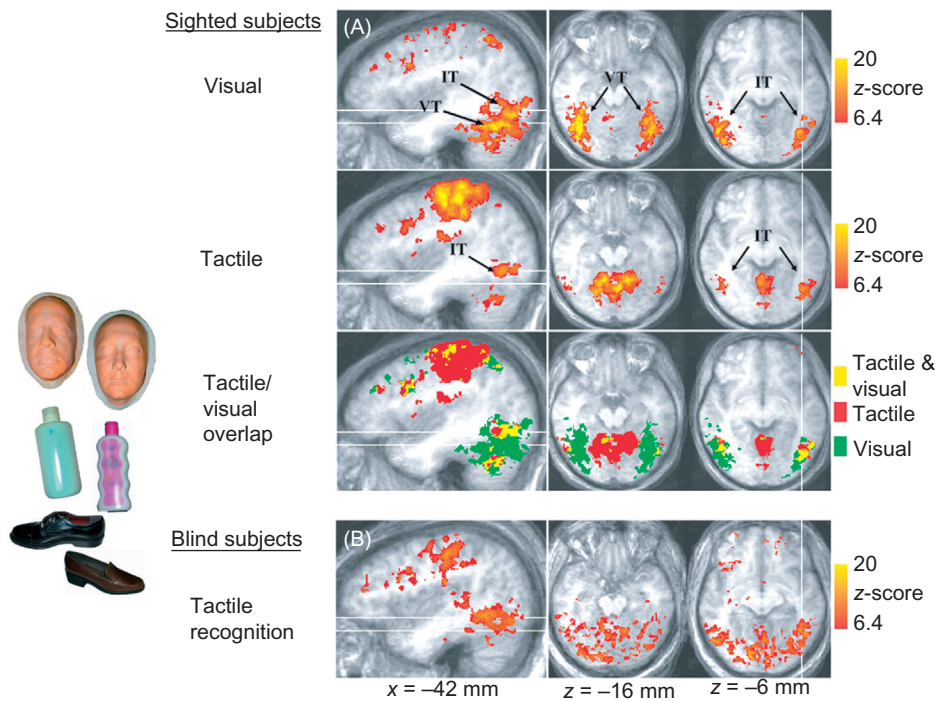 Sighted subjects
(A)
Visual
IT
VT
VT
IT
20
z-score
6.4
Tactile
IT
IT
20
z-score
6.4
Tactile/
visual
overlap
Tactile &
visual
Tactile
Visual
Blind subjects
(B)
Tactile
recognition
20
z-score
6.4
x = –42 mm
z = –16 mm
z = –6 mm